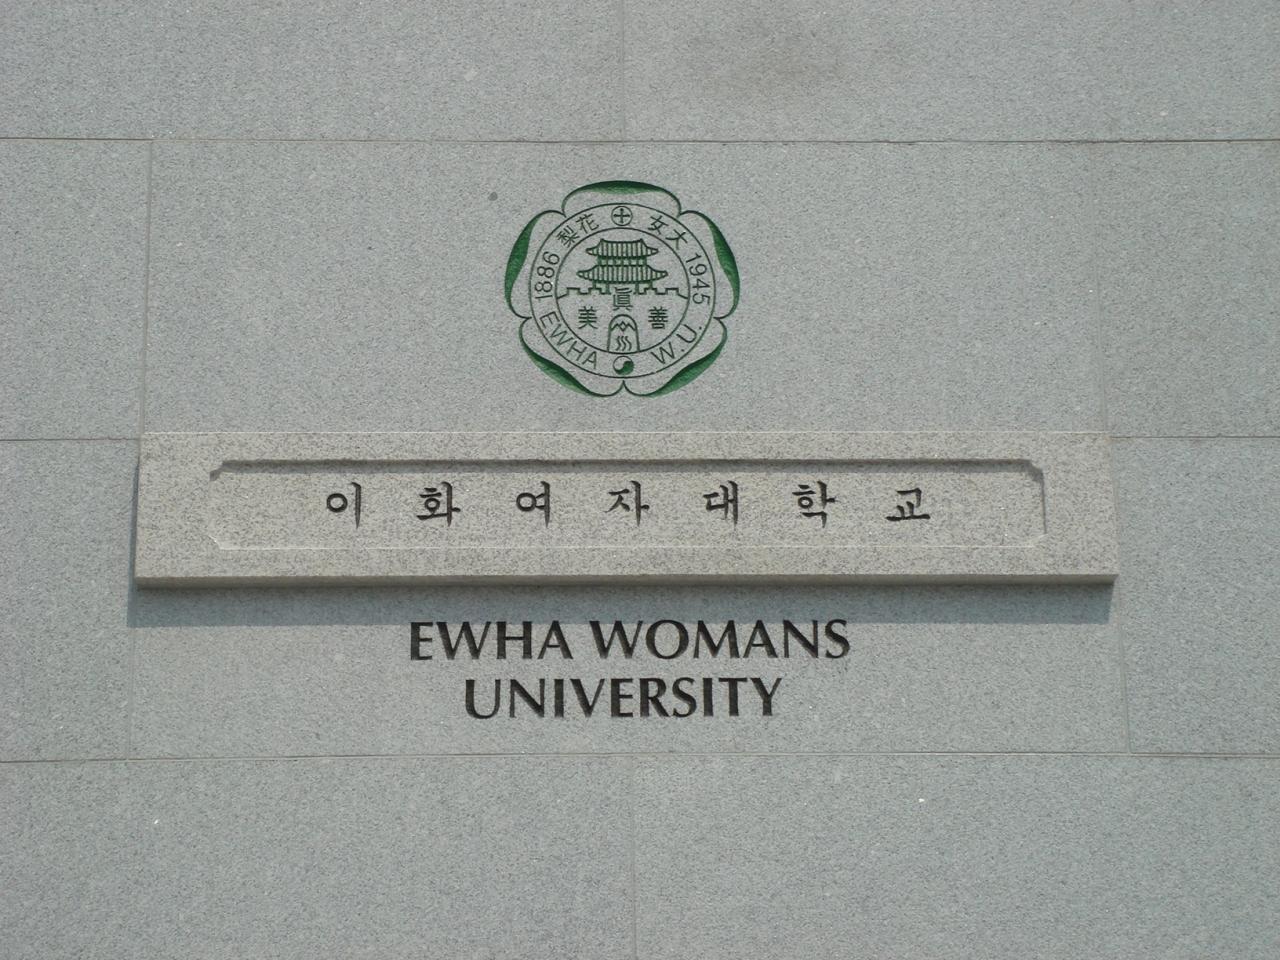 梨花 女大
1886 1945
眞
美 善
EWHA W.U.
이화여자대학교
EWHA WOMANS
UNIVERSITY